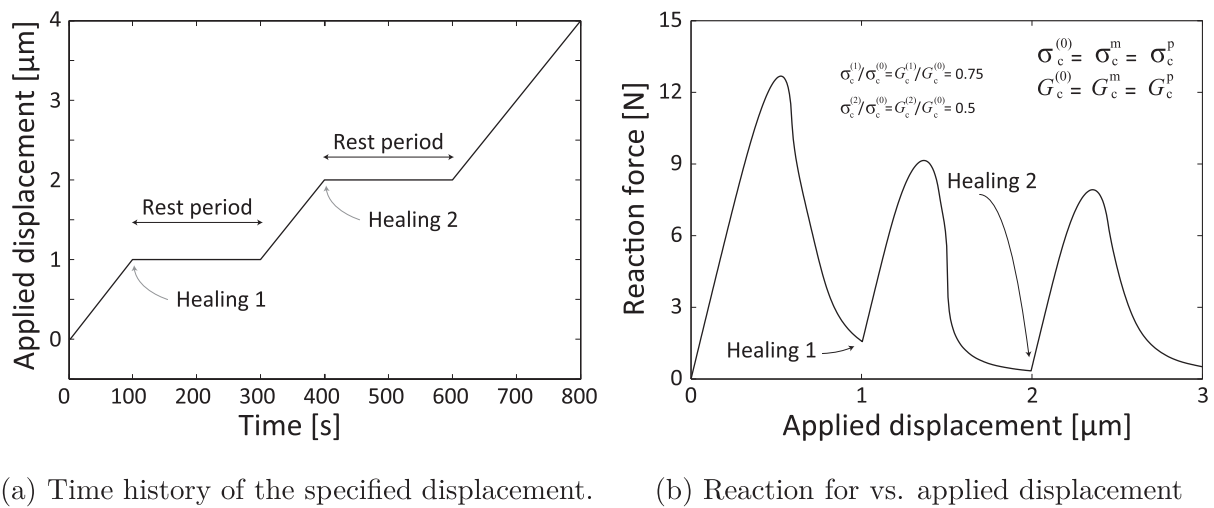 4
3
2
1
0
Applied displacement [μm]
Rest period
Rest period
Healing 2
Healing 1
0 100 200 300 400 500 600 700 800
Time [s]
(a) Time history of the specified displacement.
15
12
9
6
3
0
Reaction force [N]
σc(0) = σcm = σcp
Gc(0) = Gcm = Gcp
σc(1)/σc(0)=Gc(1)/Gc(0)= 0.75
σc(2)/σc(0)=Gc(2)/Gc(0)= 0.5
Healing 2
Healing 1
0 1 2 3
Applied displacement [μm]
(b) Reaction for vs. applied displacement